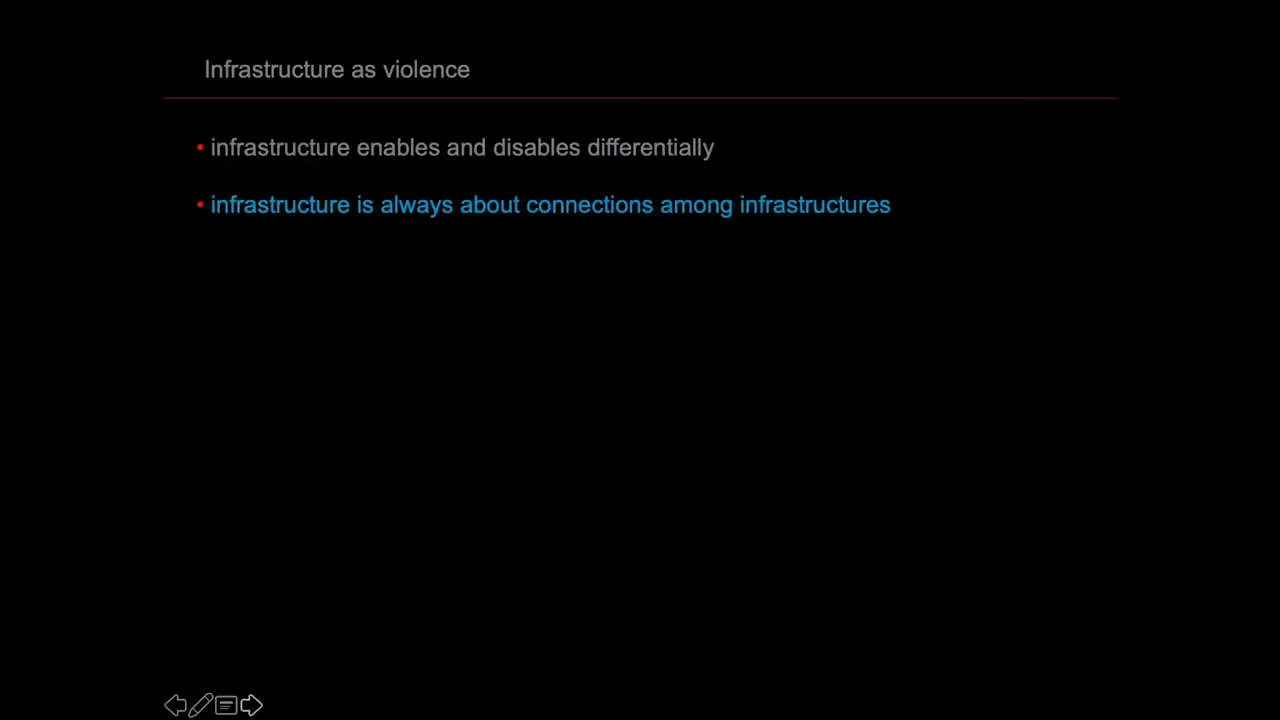 Infrastructure as violence
• infrastructure enables and disables differentially
• infrastructure is always about connections among infrastructures